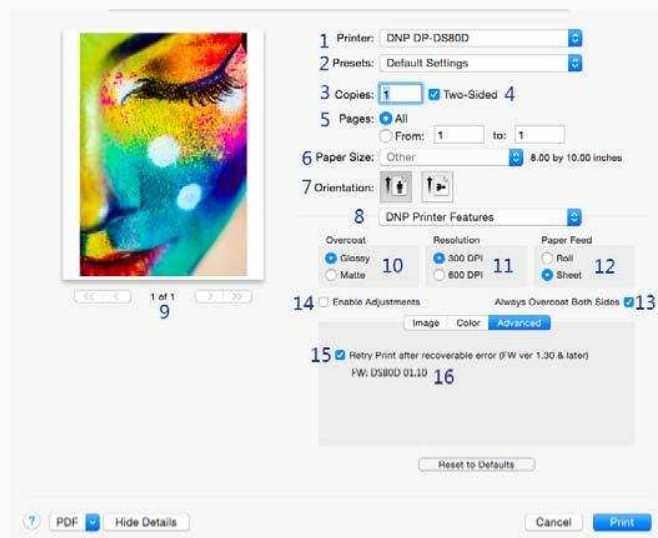 1 Printer: DNP DP-DS80D
2 Presets: Default Settings
3 Copies: 1 Two-Sided 4
5 Pages: All
From: 1 to: 1
6 Paper Size: Other 8.00 by 10.00 inches
7 Orientation:
8 DNP Printer Features
Overcoat Resolution Paper Feed
Glossy 300 DPI Roll
10 11 12
Matte 600 DPI Sheet
1 of 1
9
14 Enable Adjustments Always Overcoat Both Sides 13
Image Color Advanced
15 Retry Print after recoverable error (FW ver 1.30 & later)
FW: DS80D 01.10 16
Reset to Defaults
? PDF Hide Details Cancel Print